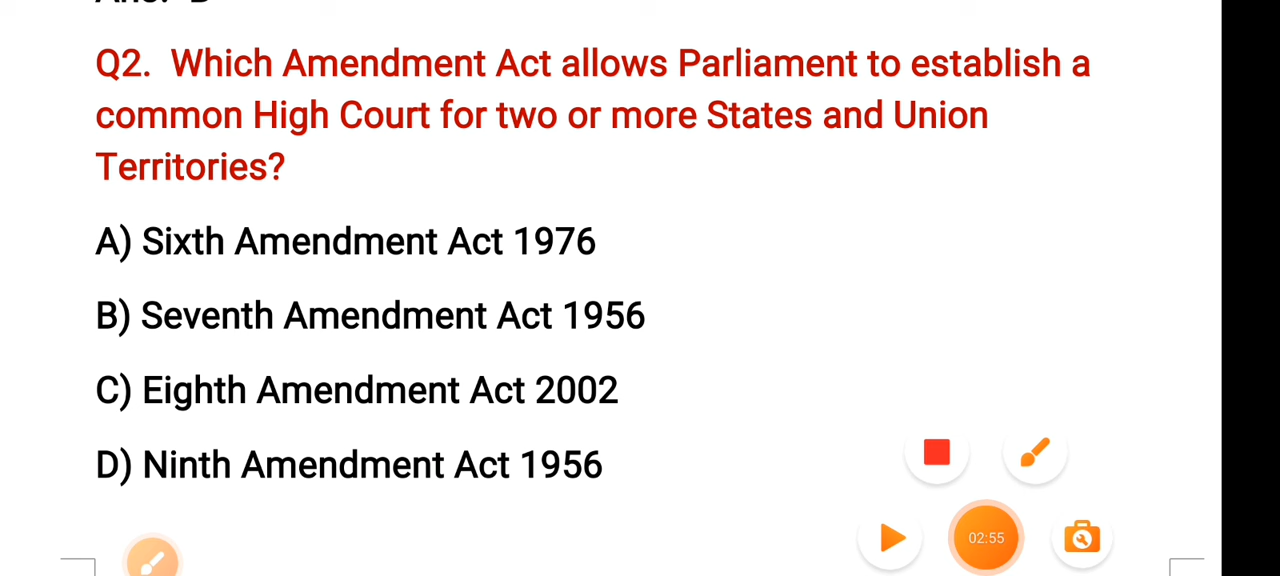 Q2. Which Amendment Act allows Parliament to establish a
common High Court for two or more States and Union
Territories?
A) Sixth Amendment Act 1976
B) Seventh Amendment Act 1956
C) Eighth Amendment Act 2002
D) Ninth Amendment Act 1956
02:55